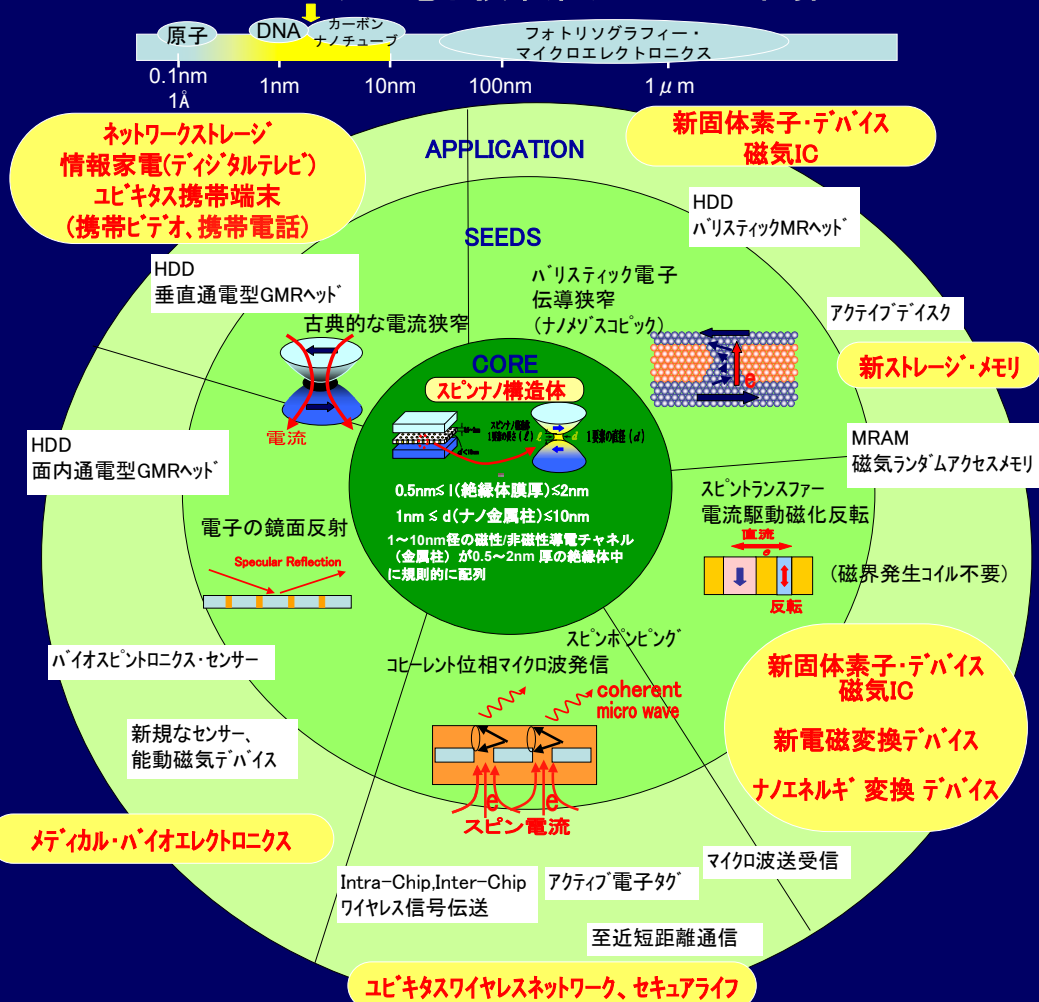 原子
DNA
カーボン
ナノチューブ
フォトリソグラフィー・
マイクロエレクトロニクス
0.1nm
1Å
1nm
10nm
100nm
1μm
ネットワークストレージ
情報家電(ディジタルテレビ)
ユビキタス携帯端末
(携帯ビデオ、携帯電話)
新固体素子・デバイス
磁気IC
APPLICATION
SEEDS
HDD
バリスティックMRヘッド
HDD
垂直通電型GMRヘッド
古典的な電流狭窄
電流
バリスティック電子
伝導狭窄
(ナノメゾスコピック)
e
アクティブディスク
新ストレージ・メモリ
CORE
スピンナノ構造体
0.5nm≤ l(絶縁体膜厚)≤2nm
1nm ≤ d(ナノ金属柱)≤10nm
1～10nm径の磁性/非磁性導電チャネル
(金属柱) が0.5～2nm 厚の絶縁体中
に規則的に配列
HDD
面内通電型GMRヘッド
MRAM
磁気ランダムアクセスメモリ
電子の鏡面反射
Specular Reflection
スピントランスファー
電流駆動磁化反転
直流
e
反転
(磁界発生コイル不要)
バイオスピントロニクス・センサー
スピンポンピング
コヒーレント位相マイクロ波発信
coherent
micro wave
e e
スピン電流
新固体素子・デバイス
磁気IC
新電磁変換デバイス
ナノエネルギ変換 デバイス
新規なセンサー、
能動磁気デバイス
メディカル・バイオエレクトロニクス
Intra-Chip,Inter-Chip
ワイヤレス信号伝送
アクティブ電子タグ
マイクロ波送受信
至近短距離通信
ユビキタスワイヤレスネットワーク、セキュアライフ